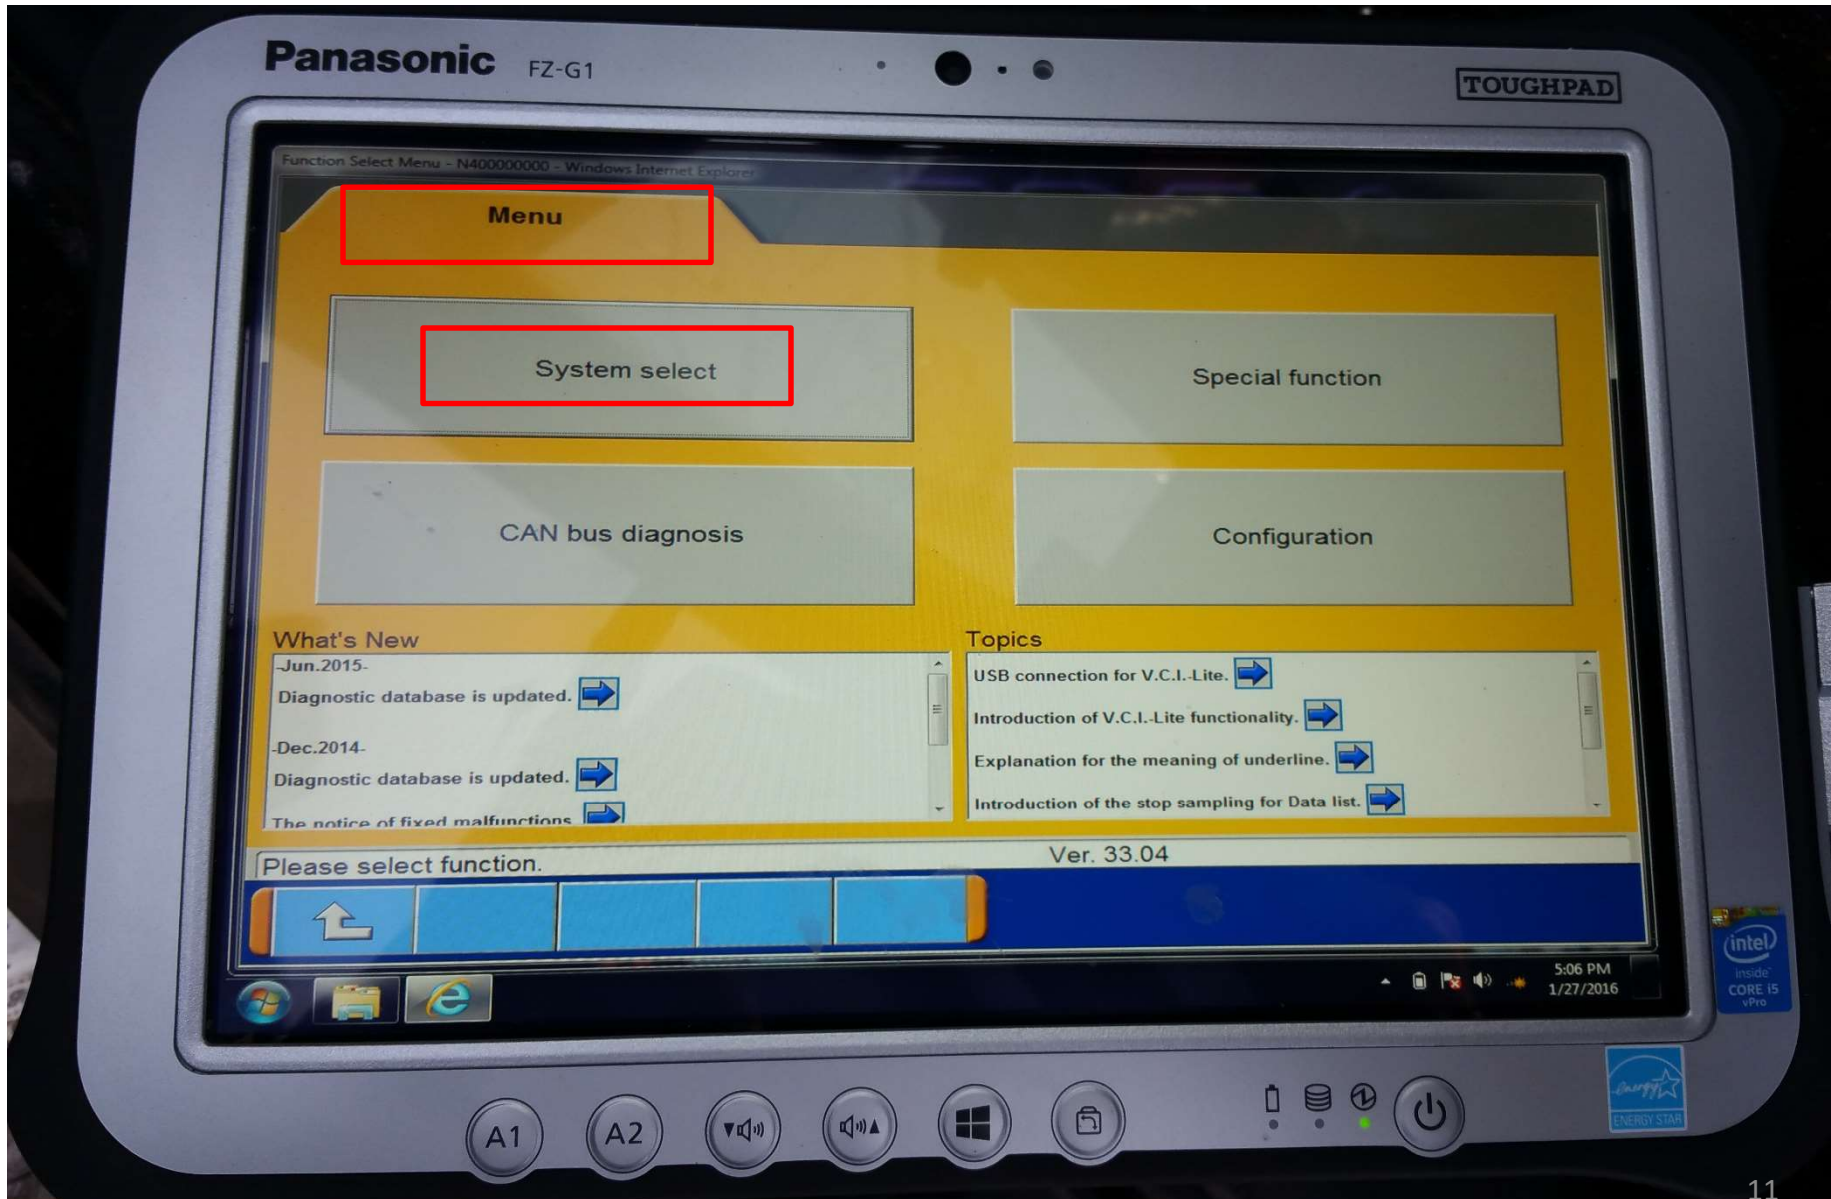 Panasonic FZ-G1
TOUGHPAD
Function Select Menu - N400000000 - Windows Internet Explorer
Menu
System select
Special function
CAN bus diagnosis
Configuration
What's New
-Jun.2015-
Diagnostic database is updated.
-Dec.2014-
Diagnostic database is updated.
The notice of fixed malfunctions
Topics
USB connection for V.C.I.-Lite.
Introduction of V.C.I.-Lite functionality.
Explanation for the meaning of underline.
Introduction of the stop sampling for Data list.
Please select function.
Ver. 33.04
5:06 PM
1/27/2016
intel
inside
CORE i5
vPro
energy
ENERGY STAR
A1
A2
11